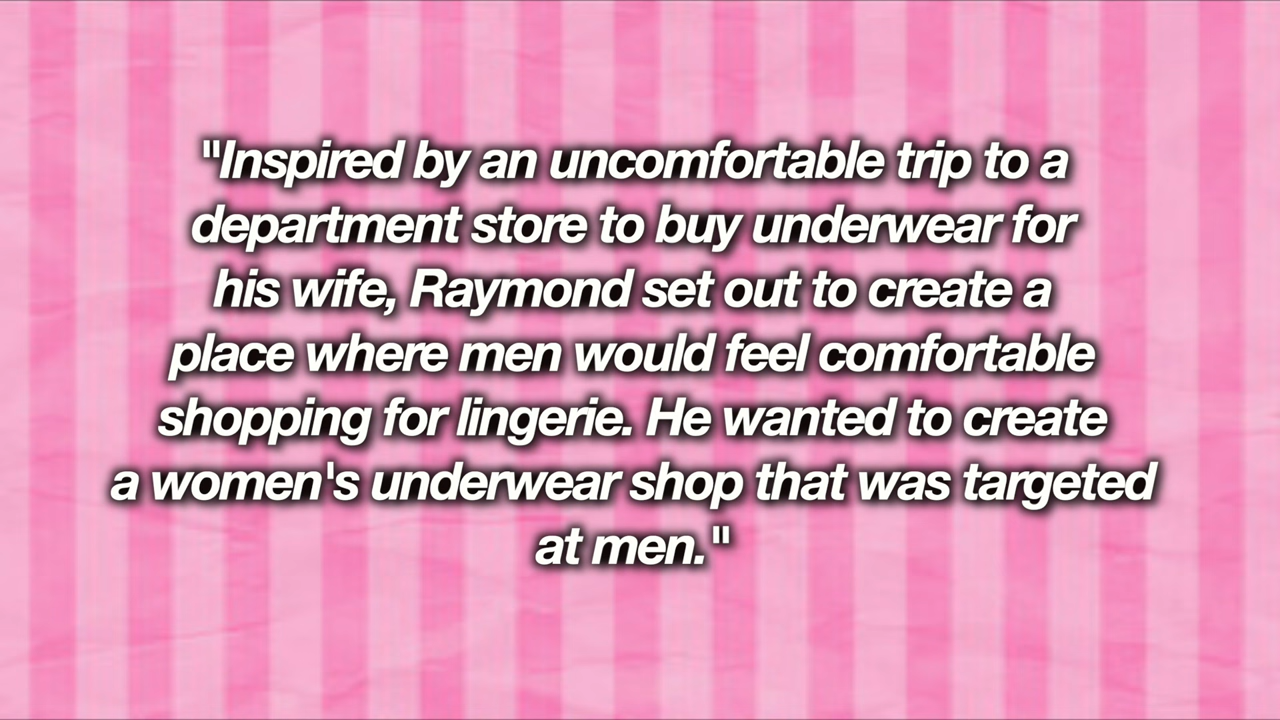 "Inspired by an uncomfortable trip to a
department store to buy underwear for
his wife, Raymond set out to create a
place where men would feel comfortable
shopping for lingerie. He wanted to create
a women's underwear shop that was targeted
at men."